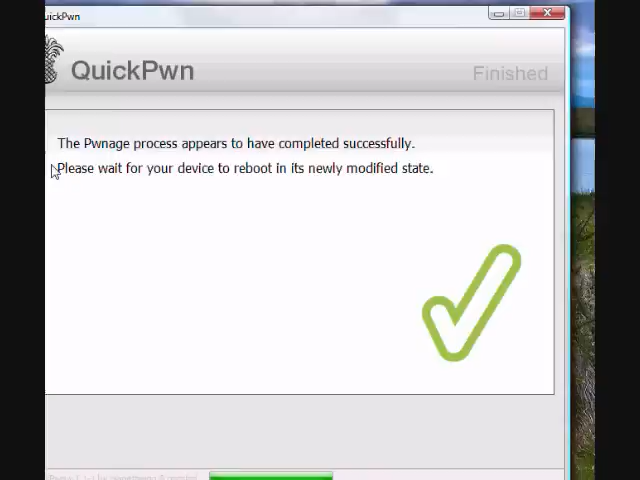 uickPwn
QuickPwn
Finished
The Pwnage process appears to have completed successfully.
Please wait for your device to reboot in its newly modified state.